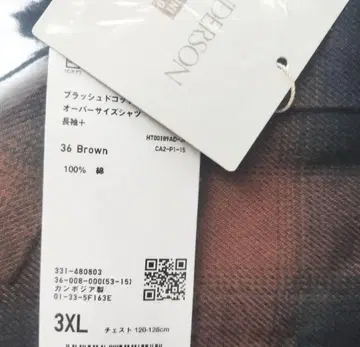 ANDERSON
ブラッシュドコットン
オーバーサイズシャツ
長袖＋
36 Brown
100% 綿
331-480803
36-008-000(53-15)
カンボジア製
01-33-5F163E
3XL
チェスト 120-128cm
CA2-P1-15